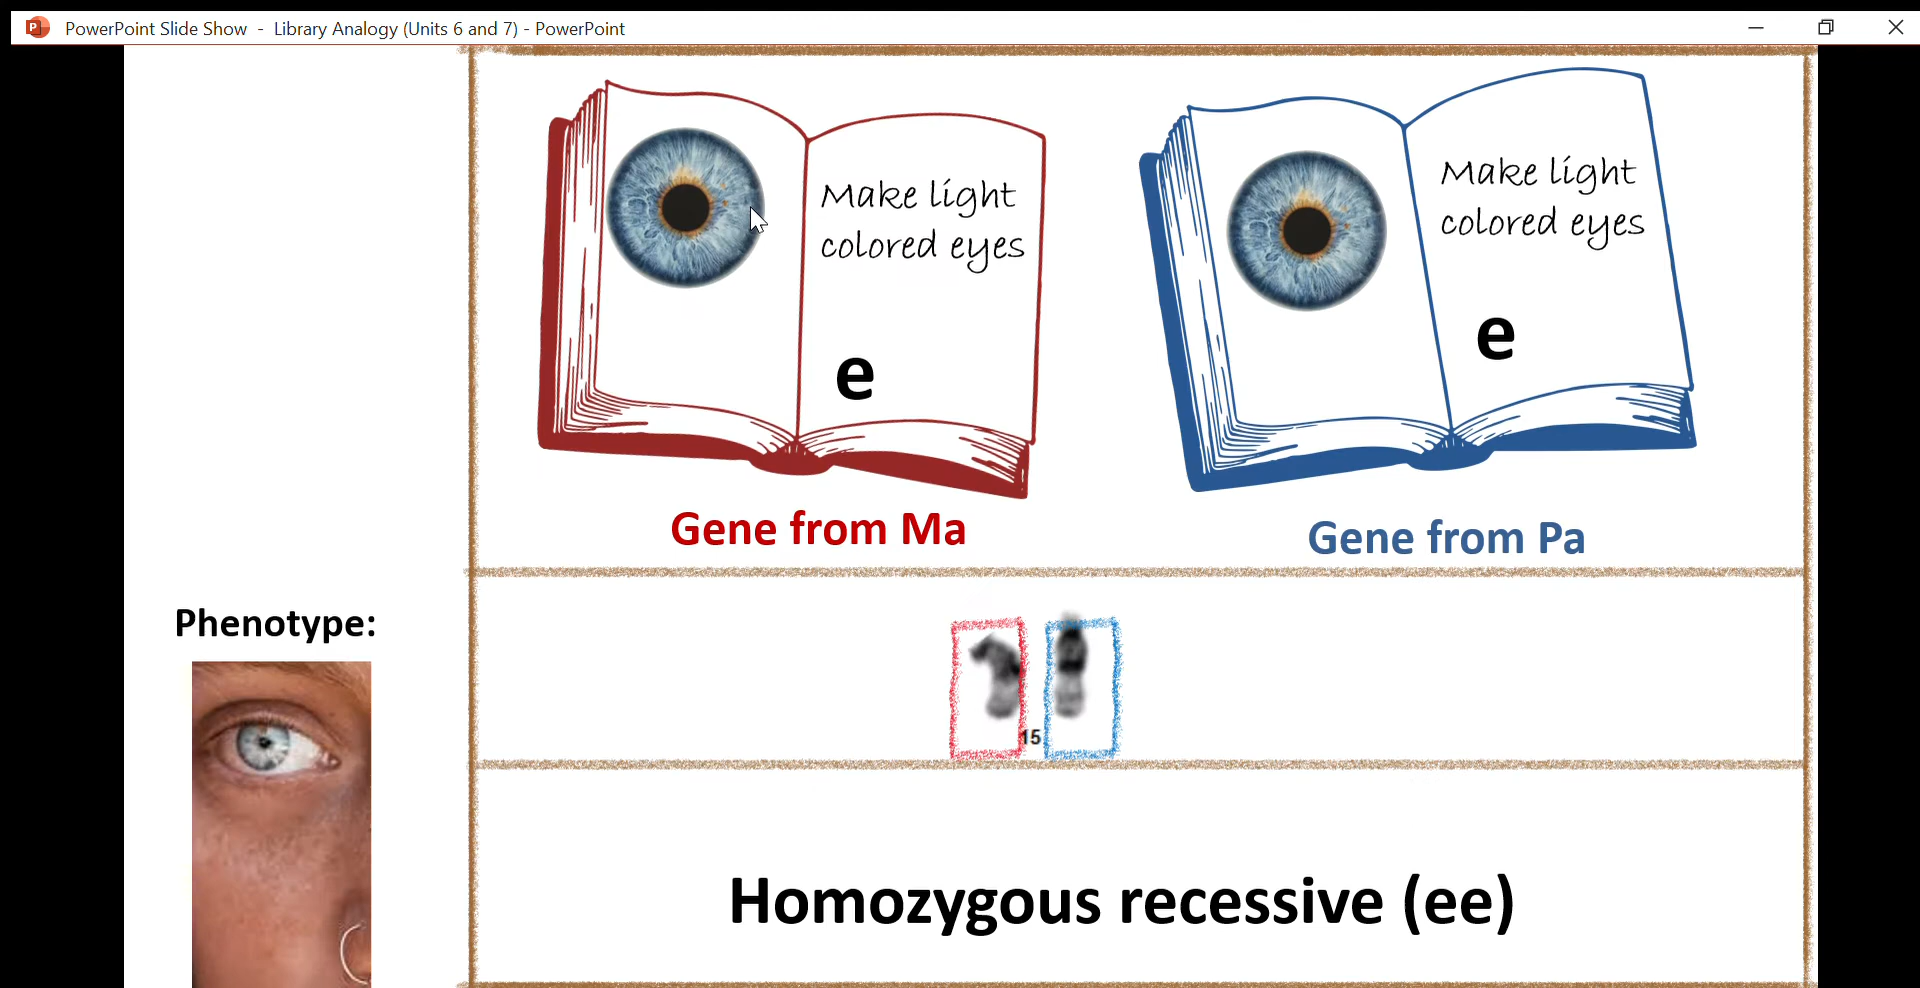 PowerPoint Slide Show - Library Analogy (Units 6 and 7) - PowerPoint
Make light
colored eyes
e
Gene from Ma
Make light
colored eyes
e
Gene from Pa
Phenotype:
15
Homozygous recessive (ee)